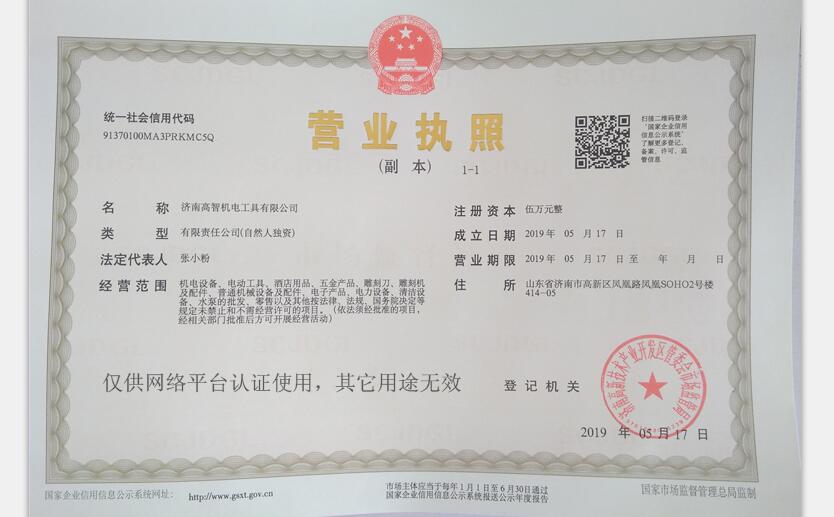 统一社会信用代码
91370100MA3PRKMC5Q
营业执照
(副 本) 1-1
扫描二维码登录
"国家企业信用
信息公示系统"
了解更多登记、
备案、许可、监
管信息
名 称 济南高智机电工具有限公司
类 型 有限责任公司(自然人独资)
法定代表人 张小粉
经营范围 机电设备、电动工具、酒店用品、五金产品、雕刻刀、雕刻机
及配件、普通机械设备及配件、电子产品、电力设备、清洁设
备、水泵的批发、零售以及其他按法律、法规、国务院决定等
规定未禁止和不需经营许可的项目。(依法须经批准的项目,
经相关部门批准后方可开展经营活动)
注册资本 伍万元整
成立日期 2019 年 05 月 17 日
营业期限 2019 年 05 月 17 日 至 年 月 日
住 所 山东省济南市高新区凤凰路凤凰SOHO2号楼
414-05
仅供网络平台认证使用,其它用途无效
登记机关
2019 年 05 月 17 日
国家企业信用信息公示系统网址: http://www.gsxt.gov.cn
市场主体应当于每年1月1日至6月30日通过
国家企业信用信息公示系统报送公示年度报告
国家市场监督管理总局监制